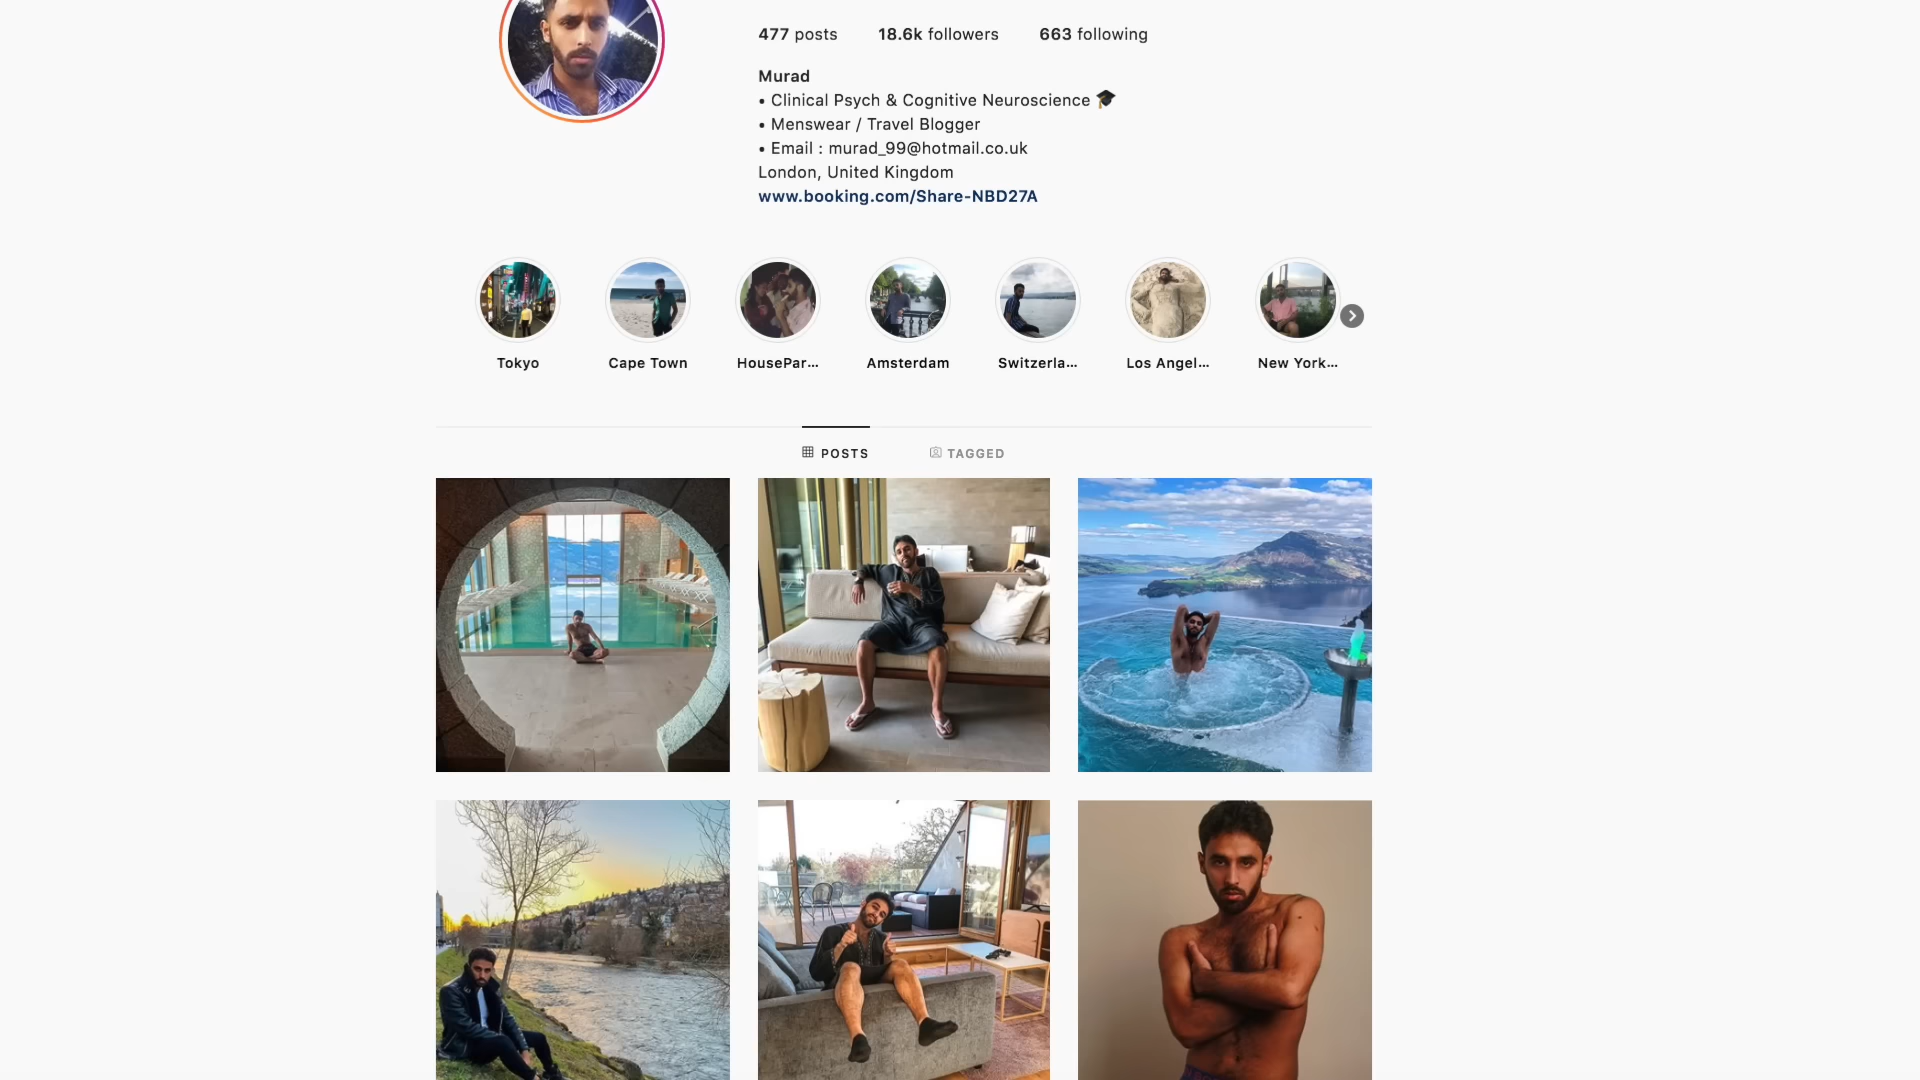 477 posts 18.6k followers 663 following
Murad
• Clinical Psych & Cognitive Neuroscience 🎓
• Menswear / Travel Blogger
• Email : murad_99@hotmail.co.uk
London, United Kingdom
www.booking.com/Share-NBD27A
Tokyo Cape Town HousePar... Amsterdam Switzerla... Los Angel... New York...
POSTS TAGGED